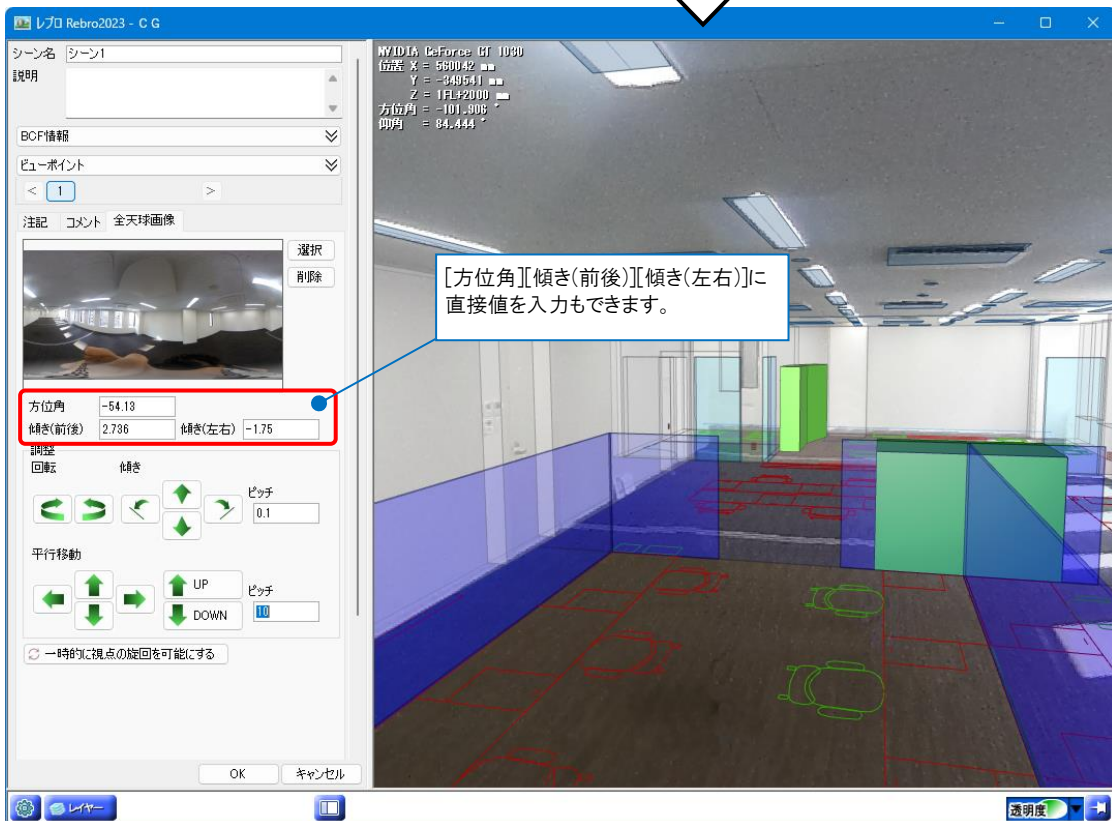 レブロ Rebro2023 - C G
シーン名 シーン1
説明
BCF情報
ビューポイント
< 1 >
注記 コメント 全天球画像
選択
削除
方位角 -54.13
傾き(前後) 2.736 傾き(左右) -1.75
調整
回転 傾き
ピッチ
0.1
平行移動
UP
DOWN
ピッチ
10
一時的に視点の旋回を可能にする
OK キャンセル
レイヤー
NVIDIA GeForce GT 1030
位置 X = 560042 mm
Y = -349541 mm
Z = 1FL+2000 mm
方位角 = -101.906 °
仰角 = 84.444 °
[方位角][傾き(前後)][傾き(左右)]に
直接値を入力もできます。
透明度